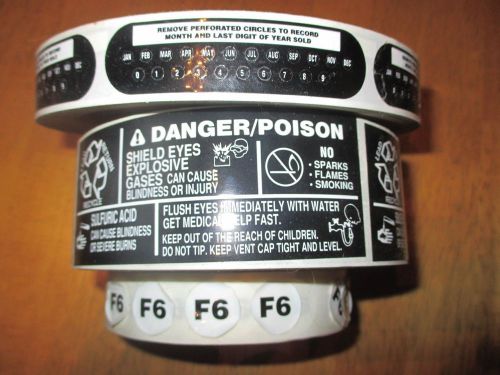 REMOVE PERFORATED CIRCLES TO RECORD
MONTH AND LAST DIGIT OF YEAR SOLD
JAN FEB MAR APR MAY JUN JUL AUG SEP OCT NOV DEC
0 1 2 3 4 5 6 7 8 9
DANGER/POISON
SHIELD EYES
EXPLOSIVE
GASES CAN CAUSE
BLINDNESS OR INJURY
NO
• SPARKS
• FLAMES
• SMOKING
RETURN
RECYCLE
SULFURIC ACID
CAN CAUSE BLINDNESS
OR SEVERE BURNS
FLUSH EYES IMMEDIATELY WITH WATER
GET MEDICAL HELP FAST.
KEEP OUT OF THE REACH OF CHILDREN.
DO NOT TIP. KEEP VENT CAP TIGHT AND LEVEL.
LEAD
RECYCLE
F6 F6 F6 F6